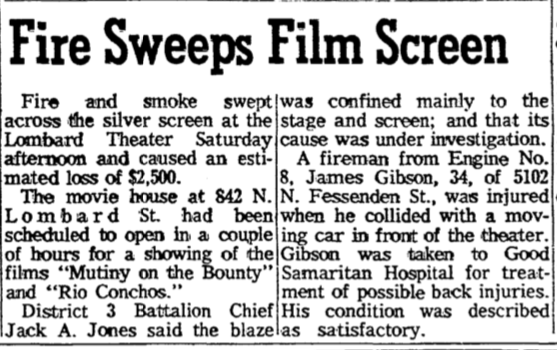 Fire Sweeps Film Screen
Fire and smoke swept
across the silver screen at the
Lombard Theater Saturday
afternoon and caused an esti-
mated loss of $2,500.
The movie house at 842 N.
Lombard St. had been
scheduled to open in a couple
of hours for a showing of the
films "Mutiny on the Bounty"
and "Rio Conchos."
District 3 Battalion Chief
Jack A. Jones said the blaze
was confined mainly to the
stage and screen; and that its
cause was under investigation.
A fireman from Engine No.
8, James Gibson, 34, of 5102
N. Fessenden St., was injured
when he collided with a mov-
ing car in front of the theater.
Gibson was taken to Good
Samaritan Hospital for treat-
ment of possible back injuries.
His condition was described
as satisfactory.